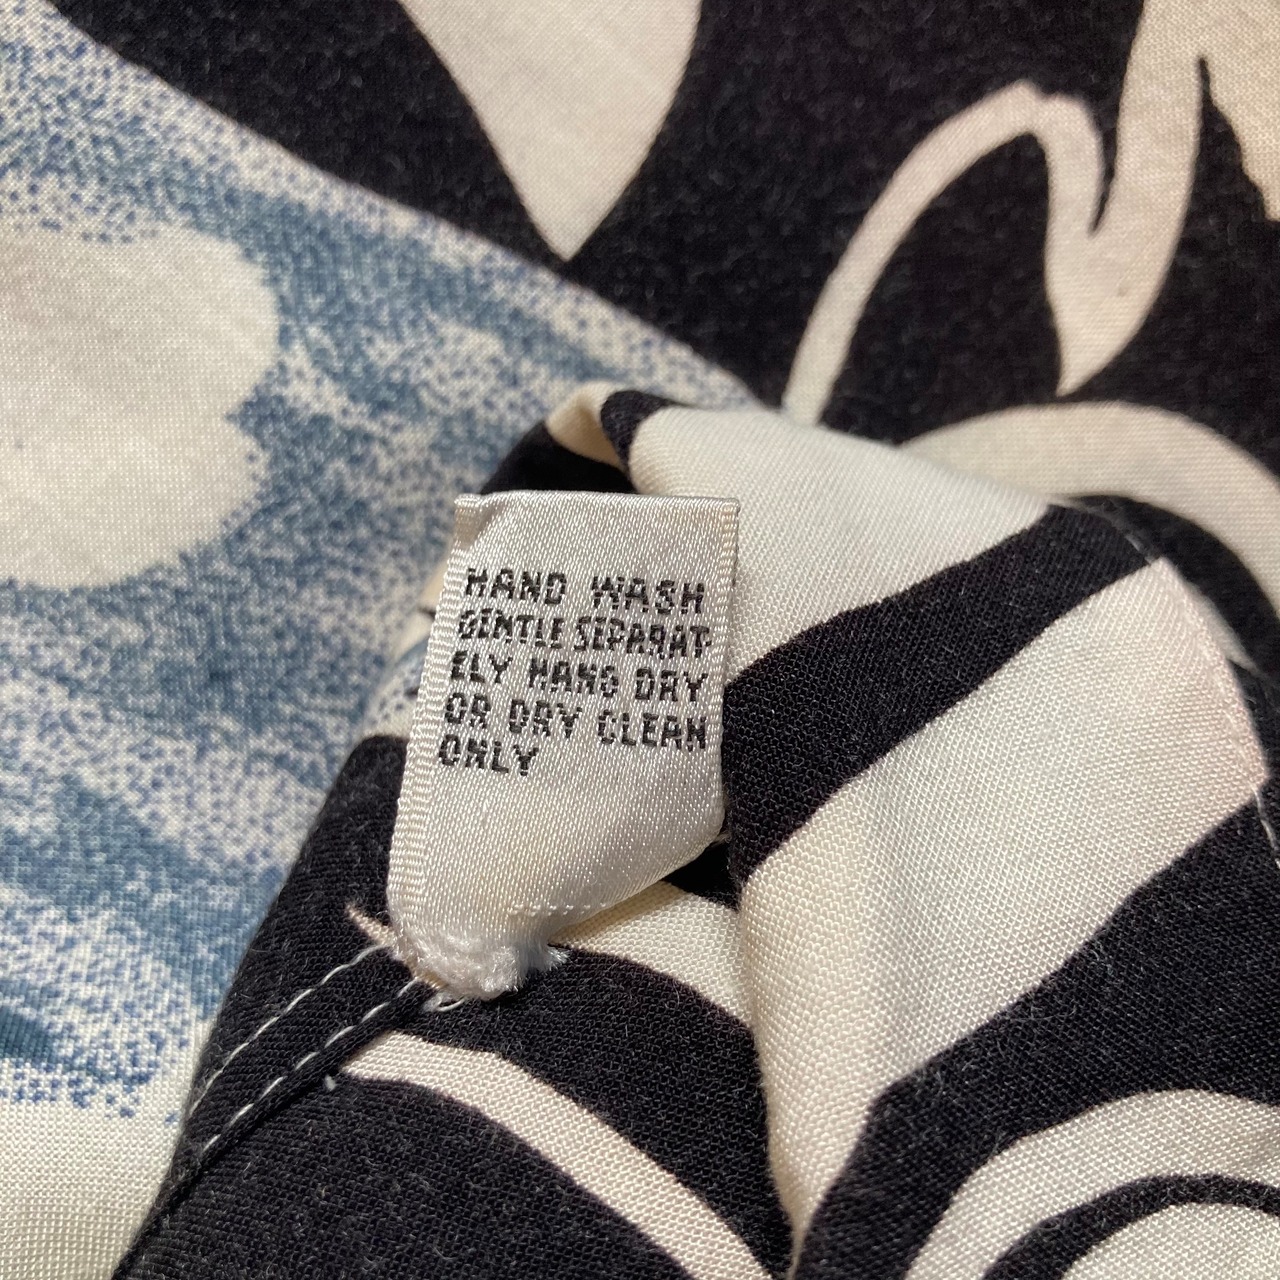 HAND WASH
GENTLE SEPARAT-
ELY HANG DRY
OR DRY CLEAN
ONLY